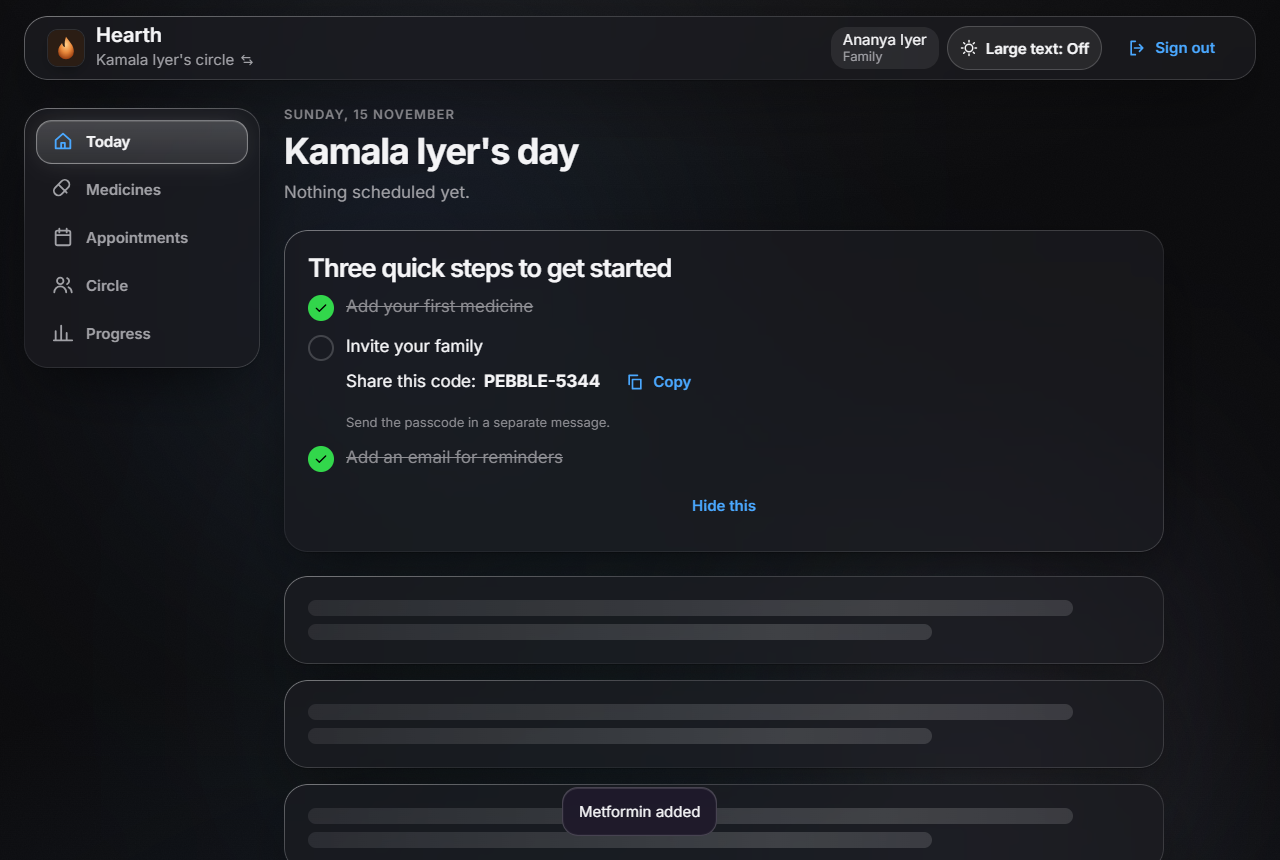 Hearth
Kamala Iyer's circle
Ananya Iyer
Family
Large text: Off
Sign out
Today
Medicines
Appointments
Circle
Progress
SUNDAY, 15 NOVEMBER
Kamala Iyer's day
Nothing scheduled yet.
Three quick steps to get started
Add your first medicine
Invite your family
Share this code: PEBBLE-5344 Copy
Send the passcode in a separate message.
Add an email for reminders
Hide this
Metformin added